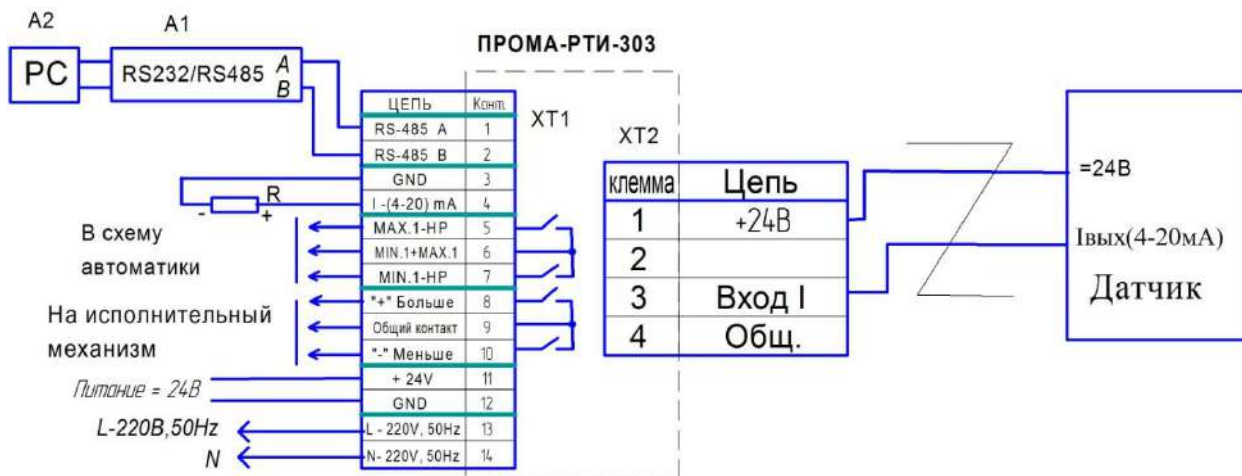 A2
A1
ПРОМА-РТИ-303
PC
RS232/RS485
A
B
ЦЕПЬ Конт.
RS-485 A 1
RS-485 B 2
GND 3
I -(4-20) mA 4
MAX.1-HP 5
MIN.1+MAX.1 6
MIN.1-HP 7
"+" Больше 8
Общий контакт 9
"-" Меньше 10
+ 24V 11
GND 12
L - 220V, 50Hz 13
N- 220V, 50Hz 14
XT1
- R +
В схему
автоматики
На исполнительный
механизм
Питание = 24В
L-220В,50Hz
N
XT2
клемма Цепь
1 +24В
2
3 Вход I
4 Общ.
=24В
Iвых(4-20мА)
Датчик